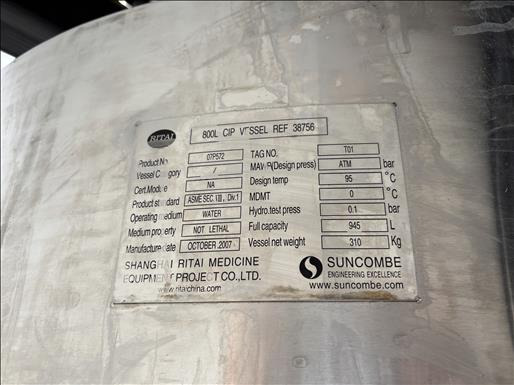 RITAI
800L CIP VESSEL REF 38756
Product No 07P572
Vessel Category /
Cert.Module NA
Product standard ASME SEC.VIII, Div.1
Operating medium WATER
Medium property NOT LETHAL
Manufacture date OCTOBER .2007
TAG NO. T01
MAWP(Design press) ATM bar
Design temp 95 °C
MDMT 0 °C
Hydro.test press 0.1 bar
Full capacity 945 L
Vessel net weight 310 Kg
SHANGHAI RITAI MEDICINE
EQUIPMENT PROJECT CO.,LTD.
www.ritaichina.com
SUNCOMBE
ENGINEERING EXCELLENCE
www.suncombe.com